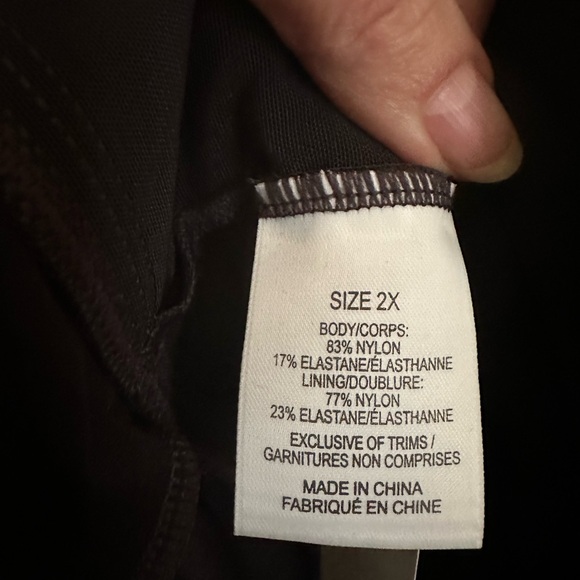 SIZE 2X
BODY/CORPS:
83% NYLON
17% ELASTANE/ÉLASTHANNE
LINING/DOUBLURE:
77% NYLON
23% ELASTANE/ÉLASTHANNE
EXCLUSIVE OF TRIMS /
GARNITURES NON COMPRISES
MADE IN CHINA
FABRIQUÉ EN CHINE